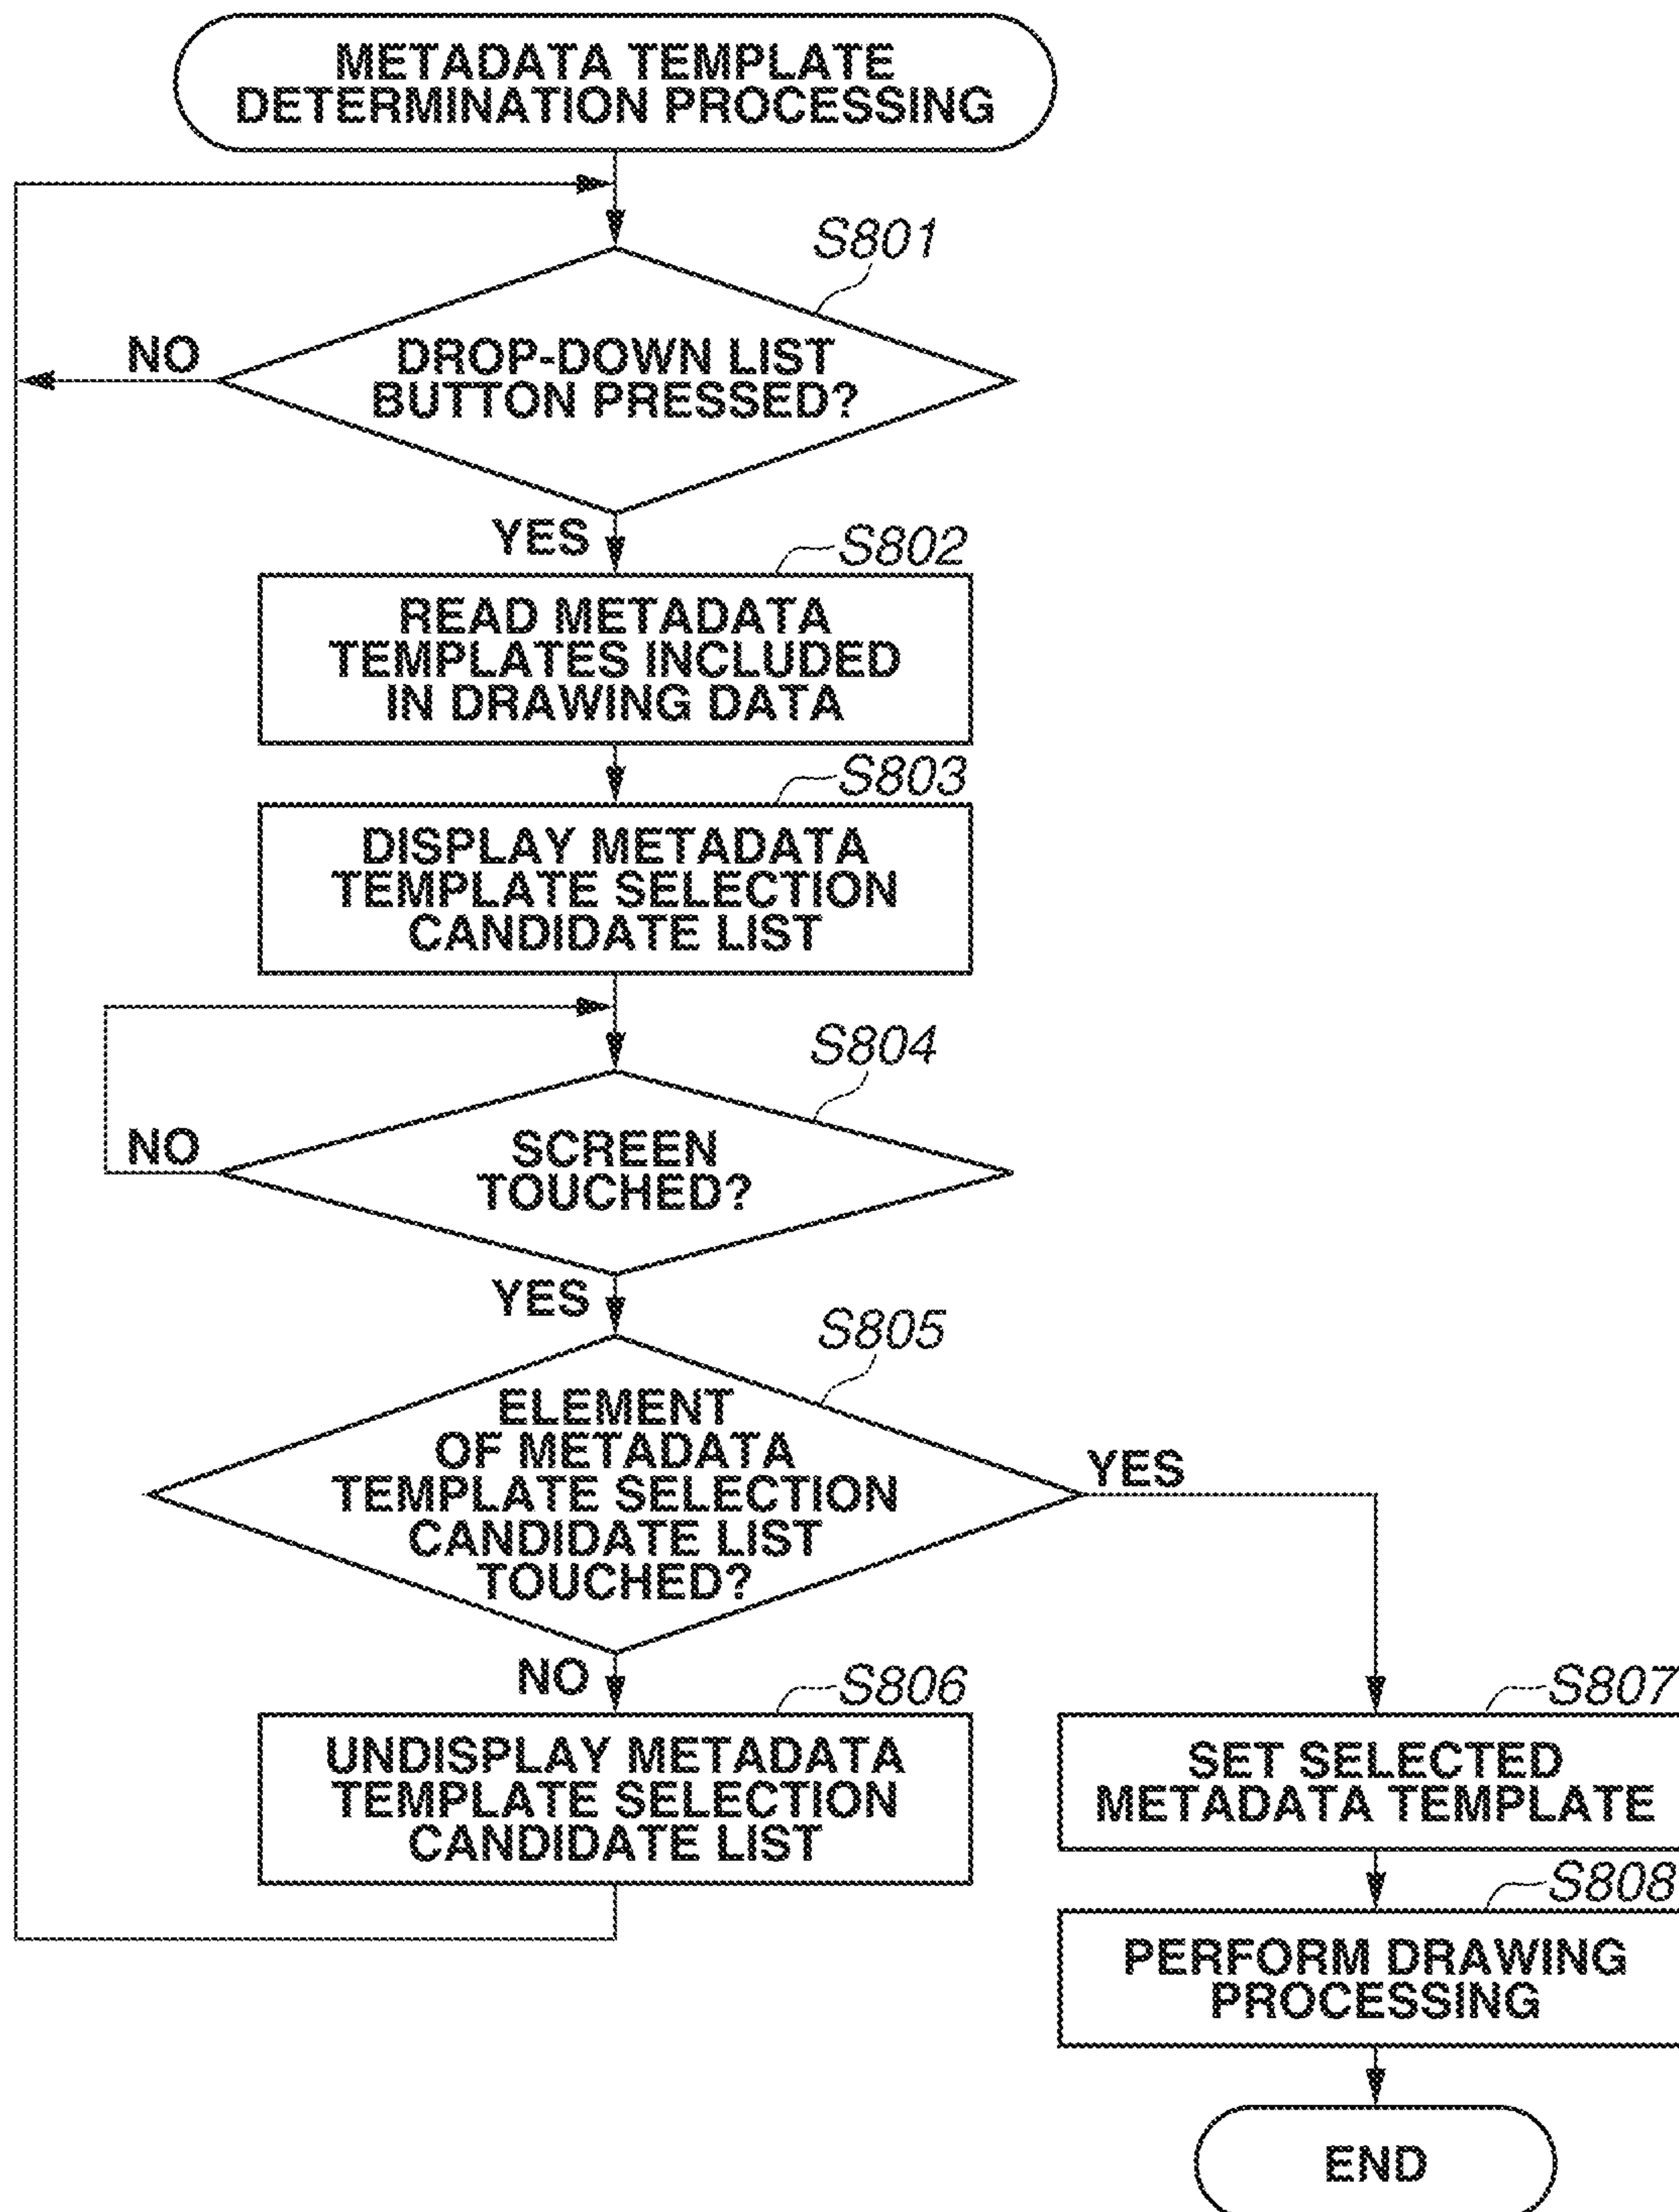 METADATA TEMPLATE
DETERMINATION PROCESSING
S801
NO
DROP-DOWN LIST
BUTTON PRESSED?
YES
S802
READ METADATA
TEMPLATES INCLUDED
IN DRAWING DATA
S803
DISPLAY METADATA
TEMPLATE SELECTION
CANDIDATE LIST
S804
NO
SCREEN
TOUCHED?
YES
S805
ELEMENT
OF METADATA
TEMPLATE SELECTION
CANDIDATE LIST
TOUCHED?
YES
NO
S806
UNDISPLAY METADATA
TEMPLATE SELECTION
CANDIDATE LIST
S807
SET SELECTED
METADATA TEMPLATE
S808
PERFORM DRAWING
PROCESSING
END